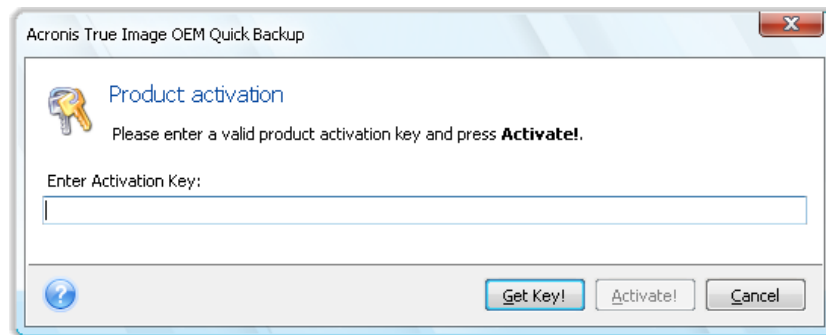 Acronis True Image OEM Quick Backup
Product activation
Please enter a valid product activation key and press Activate!.
Enter Activation Key:
Get Key! Activate! Cancel